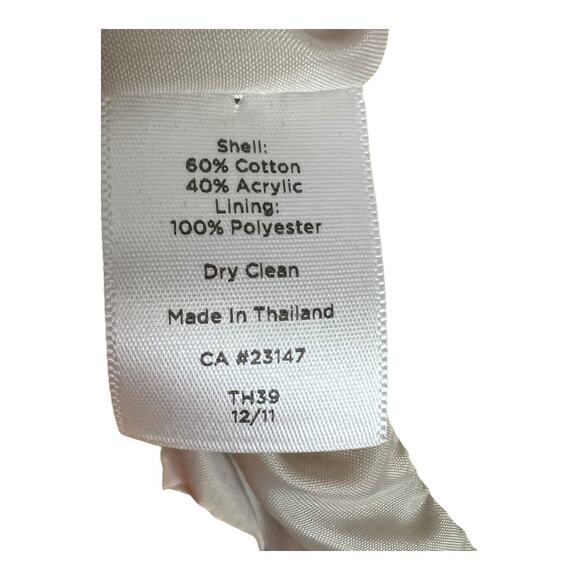 Shell:
60% Cotton
40% Acrylic
Lining:
100% Polyester
Dry Clean
Made In Thailand
CA #23147
TH39
12/11